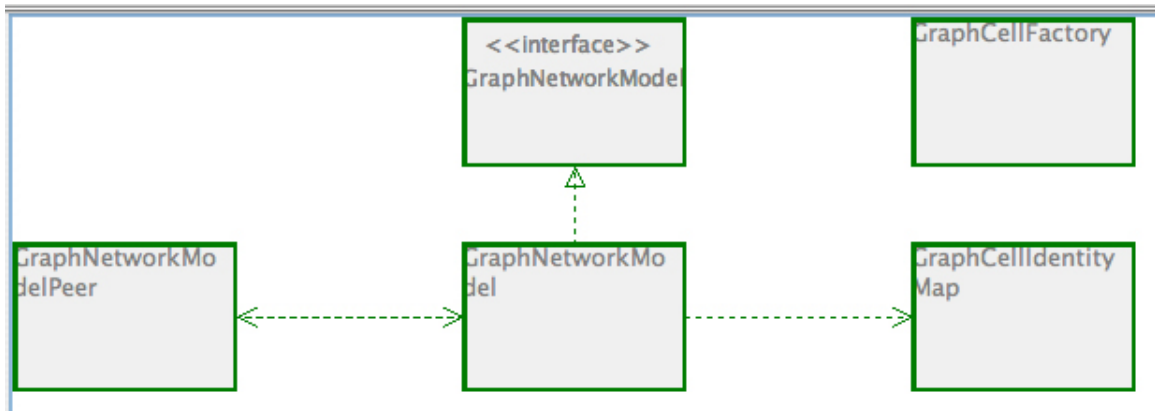 <<interface>>
GraphNetworkModel
GraphCellFactory
GraphNetworkMo
delPeer
GraphNetworkMo
del
GraphCellIdentity
Map